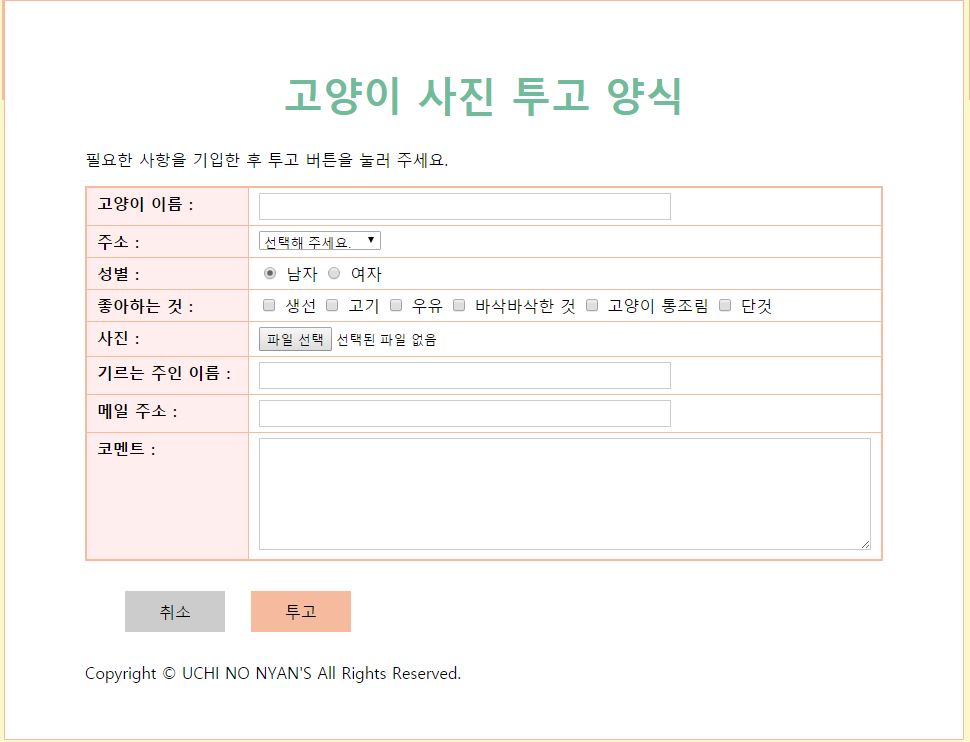 고양이 사진 투고 양식
필요한 사항을 기입한 후 투고 버튼을 눌러 주세요.
고양이 이름 :
주소 : 선택해 주세요.
성별 : 남자 여자
좋아하는 것 : 생선 고기 우유 바삭바삭한 것 고양이 통조림 단것
사진 : 파일 선택 선택된 파일 없음
기르는 주인 이름 :
메일 주소 :
코멘트 :
취소 투고
Copyright © UCHI NO NYAN'S All Rights Reserved.